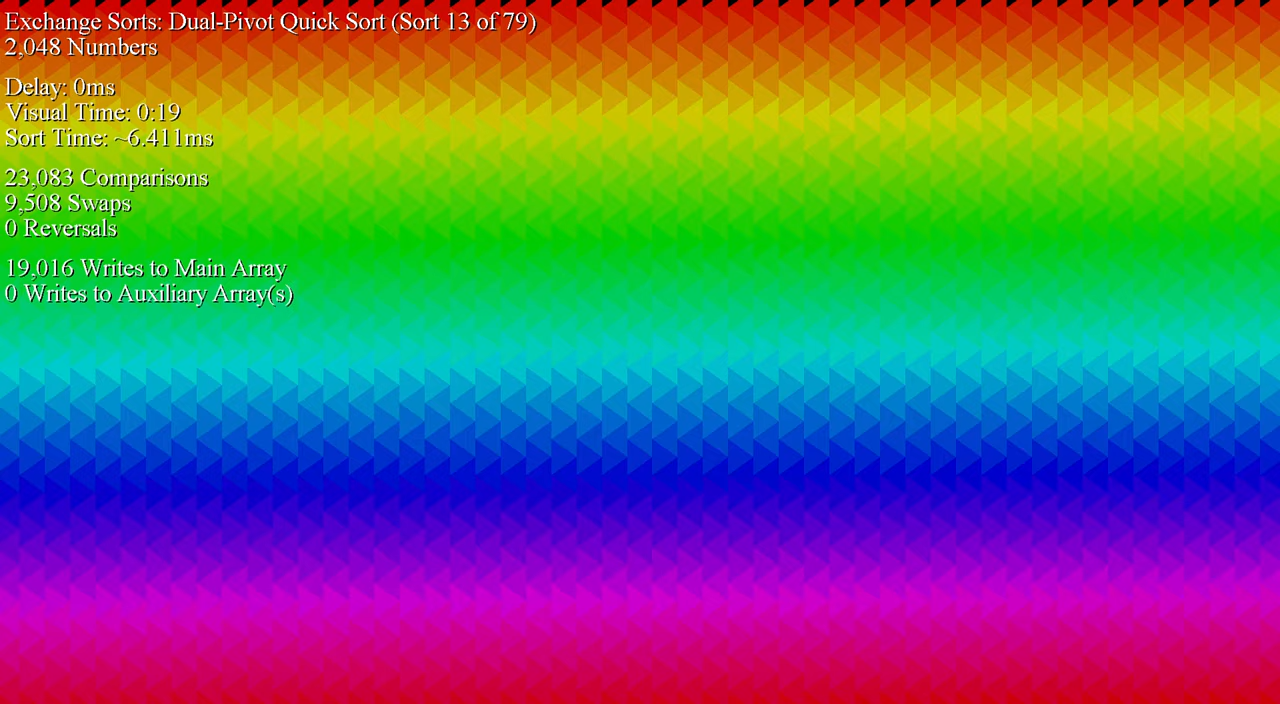 Exchange Sorts: Dual-Pivot Quick Sort (Sort 13 of 79)
2,048 Numbers
Delay: 0ms
Visual Time: 0:19
Sort Time: ~6.411ms
23,083 Comparisons
9,508 Swaps
0 Reversals
19,016 Writes to Main Array
0 Writes to Auxiliary Array(s)